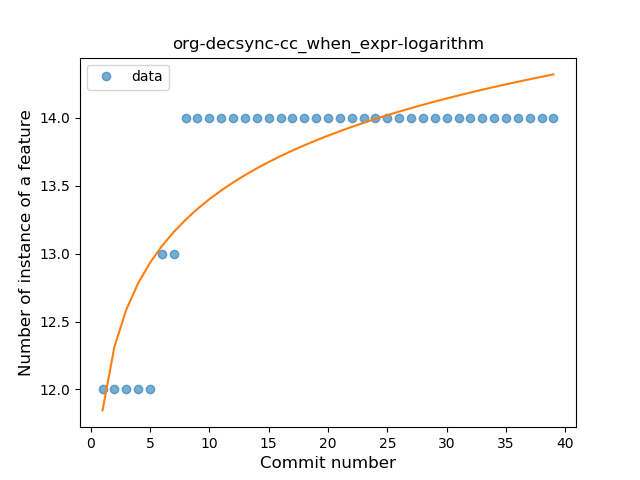 org-decsync-cc_when_expr-logarithm
data
Number of instance of a feature
14.0
13.5
13.0
12.5
12.0
0 5 10 15 20 25 30 35 40
Commit number